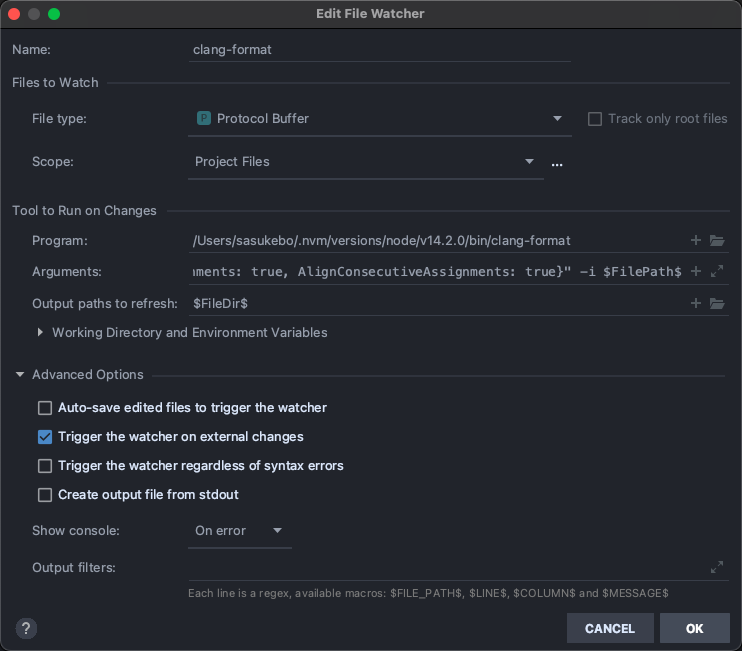 Edit File Watcher
Name: clang-format
Files to Watch
File type: P Protocol Buffer Track only root files
Scope: Project Files ...
Tool to Run on Changes
Program: /Users/sasukebo/.nvm/versions/node/v14.2.0/bin/clang-format
Arguments: ments: true, AlignConsecutiveAssignments: true}" -i $FilePath$
Output paths to refresh: $FileDir$
Working Directory and Environment Variables
Advanced Options
Auto-save edited files to trigger the watcher
Trigger the watcher on external changes
Trigger the watcher regardless of syntax errors
Create output file from stdout
Show console: On error
Output filters:
Each line is a regex, available macros: $FILE_PATH$, $LINE$, $COLUMN$ and $MESSAGE$
? CANCEL OK